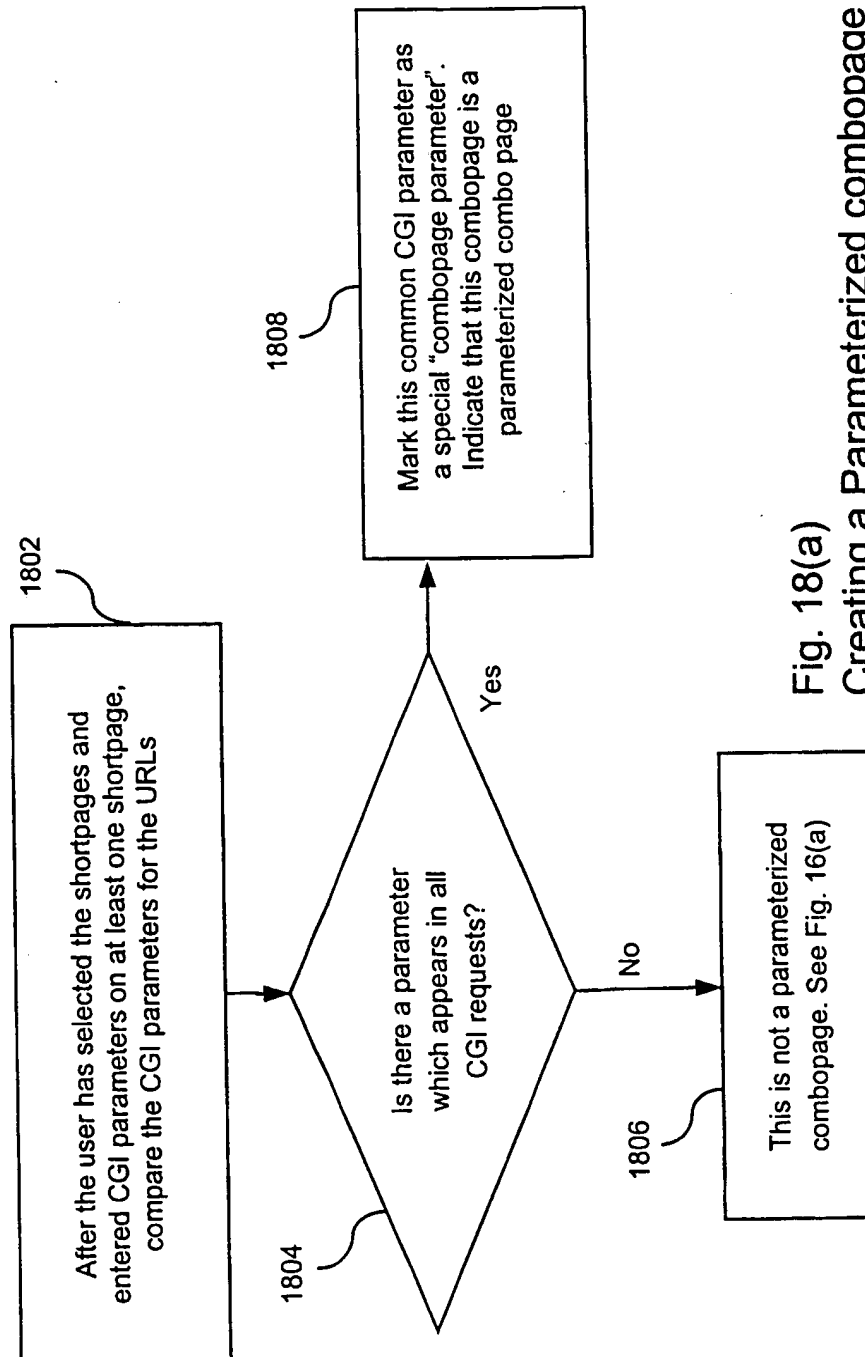 1802
After the user has selected the shortpages and
entered CGI parameters on at least one shortpage,
compare the CGI parameters for the URLs
1804
Is there a parameter
which appears in all
CGI requests?
Yes
No
1808
Mark this common CGI parameter as
a special "combopage parameter".
Indicate that this combopage is a
parameterized combo page
1806
This is not a parameterized
combopage. See Fig. 16(a)
Fig. 18(a)
Creating a Parameterized combopage